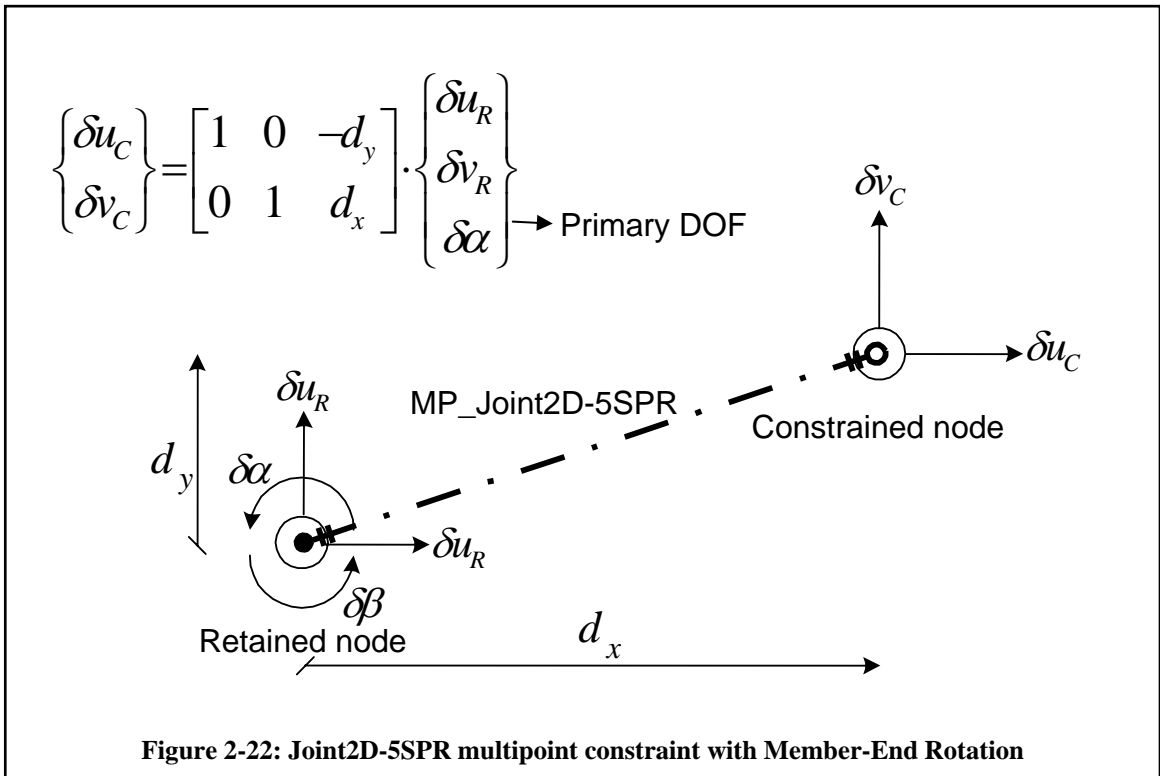 {δu_C δv_C} = [1 0 −d_y
0 1 d_x] · {δu_R δv_R δα}
Primary DOF
δv_C
δu_C
δu_R
MP_Joint2D-5SPR
Constrained node
d_y
δα
δu_R
δβ
Retained node
d_x
Figure 2-22: Joint2D-5SPR multipoint constraint with Member-End Rotation